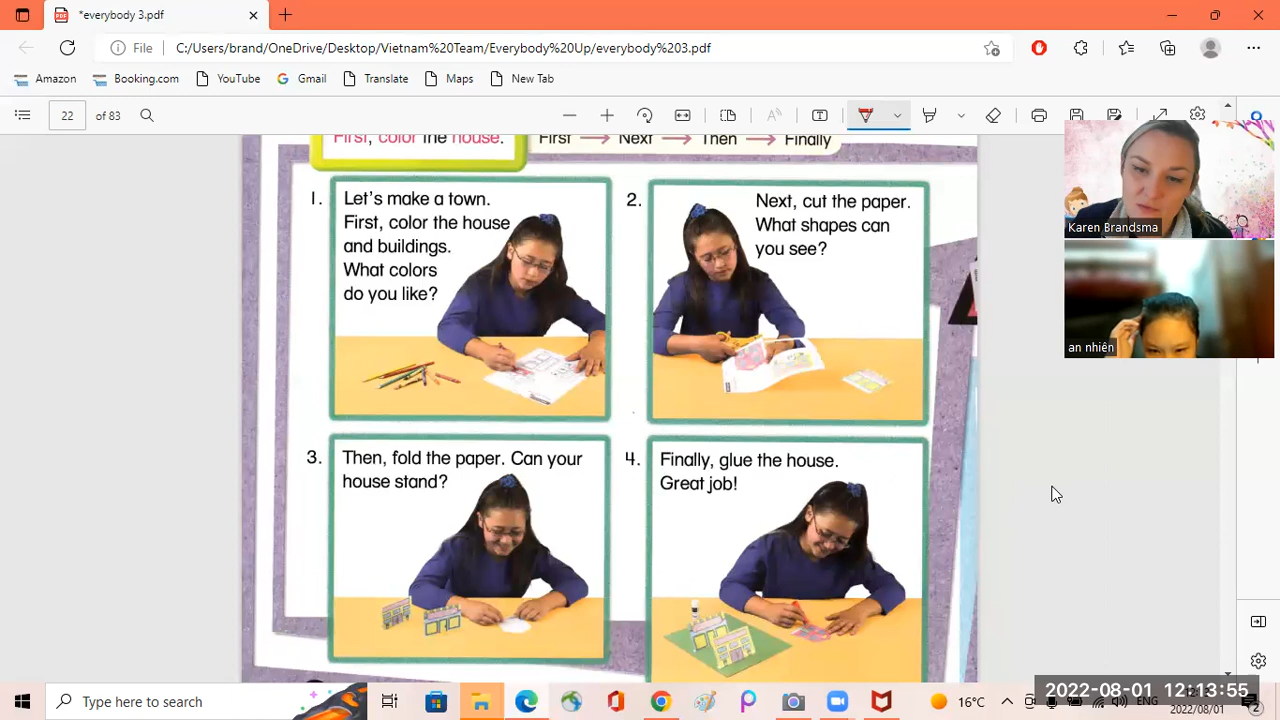 *everybody 3.pdf
File
C:/Users/brand/OneDrive/Desktop/Vietnam%20Team/Everybody%20Up/everybody%203.pdf
Amazon
Booking.com
YouTube
Gmail
Translate
Maps
New Tab
22 of 83
First, color the house.
First → Next → Then → Finally
1.
Let's make a town.
First, color the house
and buildings.
What colors
do you like?
2.
Next, cut the paper.
What shapes can
you see?
3.
Then, fold the paper. Can your
house stand?
4.
Finally, glue the house.
Great job!
Karen Brandsma
an nhiên
Type here to search
16°C
ENG
2022-08-01 12:13:55
2022/08/01